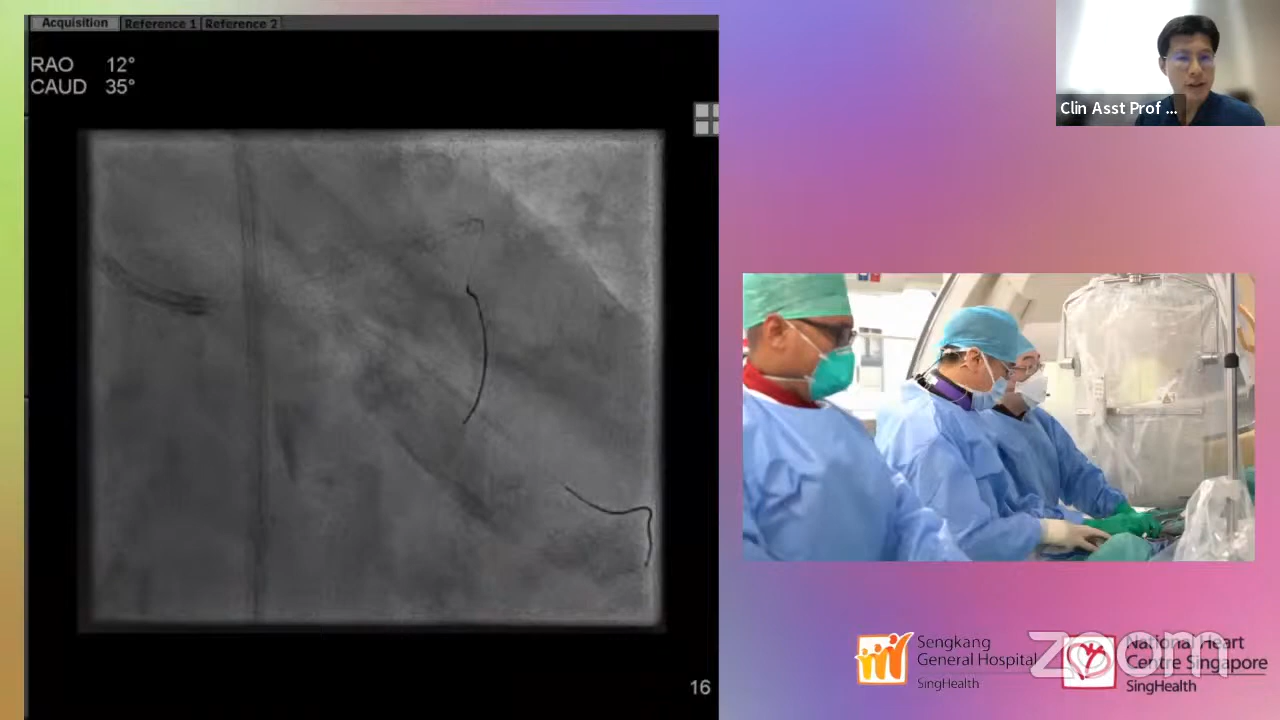 Acquisition Reference 1 Reference 2
RAO 12°
CAUD 35°
16
Clin Asst Prof ...
Sengkang
General Hospital
SingHealth
zoom
National Heart
Centre Singapore
SingHealth